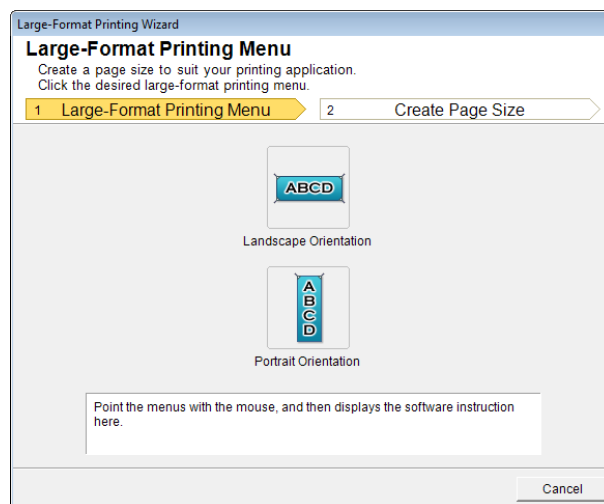 Large-Format Printing Wizard
Large-Format Printing Menu
Create a page size to suit your printing application.
Click the desired large-format printing menu.
1 Large-Format Printing Menu 2 Create Page Size
ABCD
Landscape Orientation
A
B
C
D
Portrait Orientation
Point the menus with the mouse, and then displays the software instruction
here.
Cancel